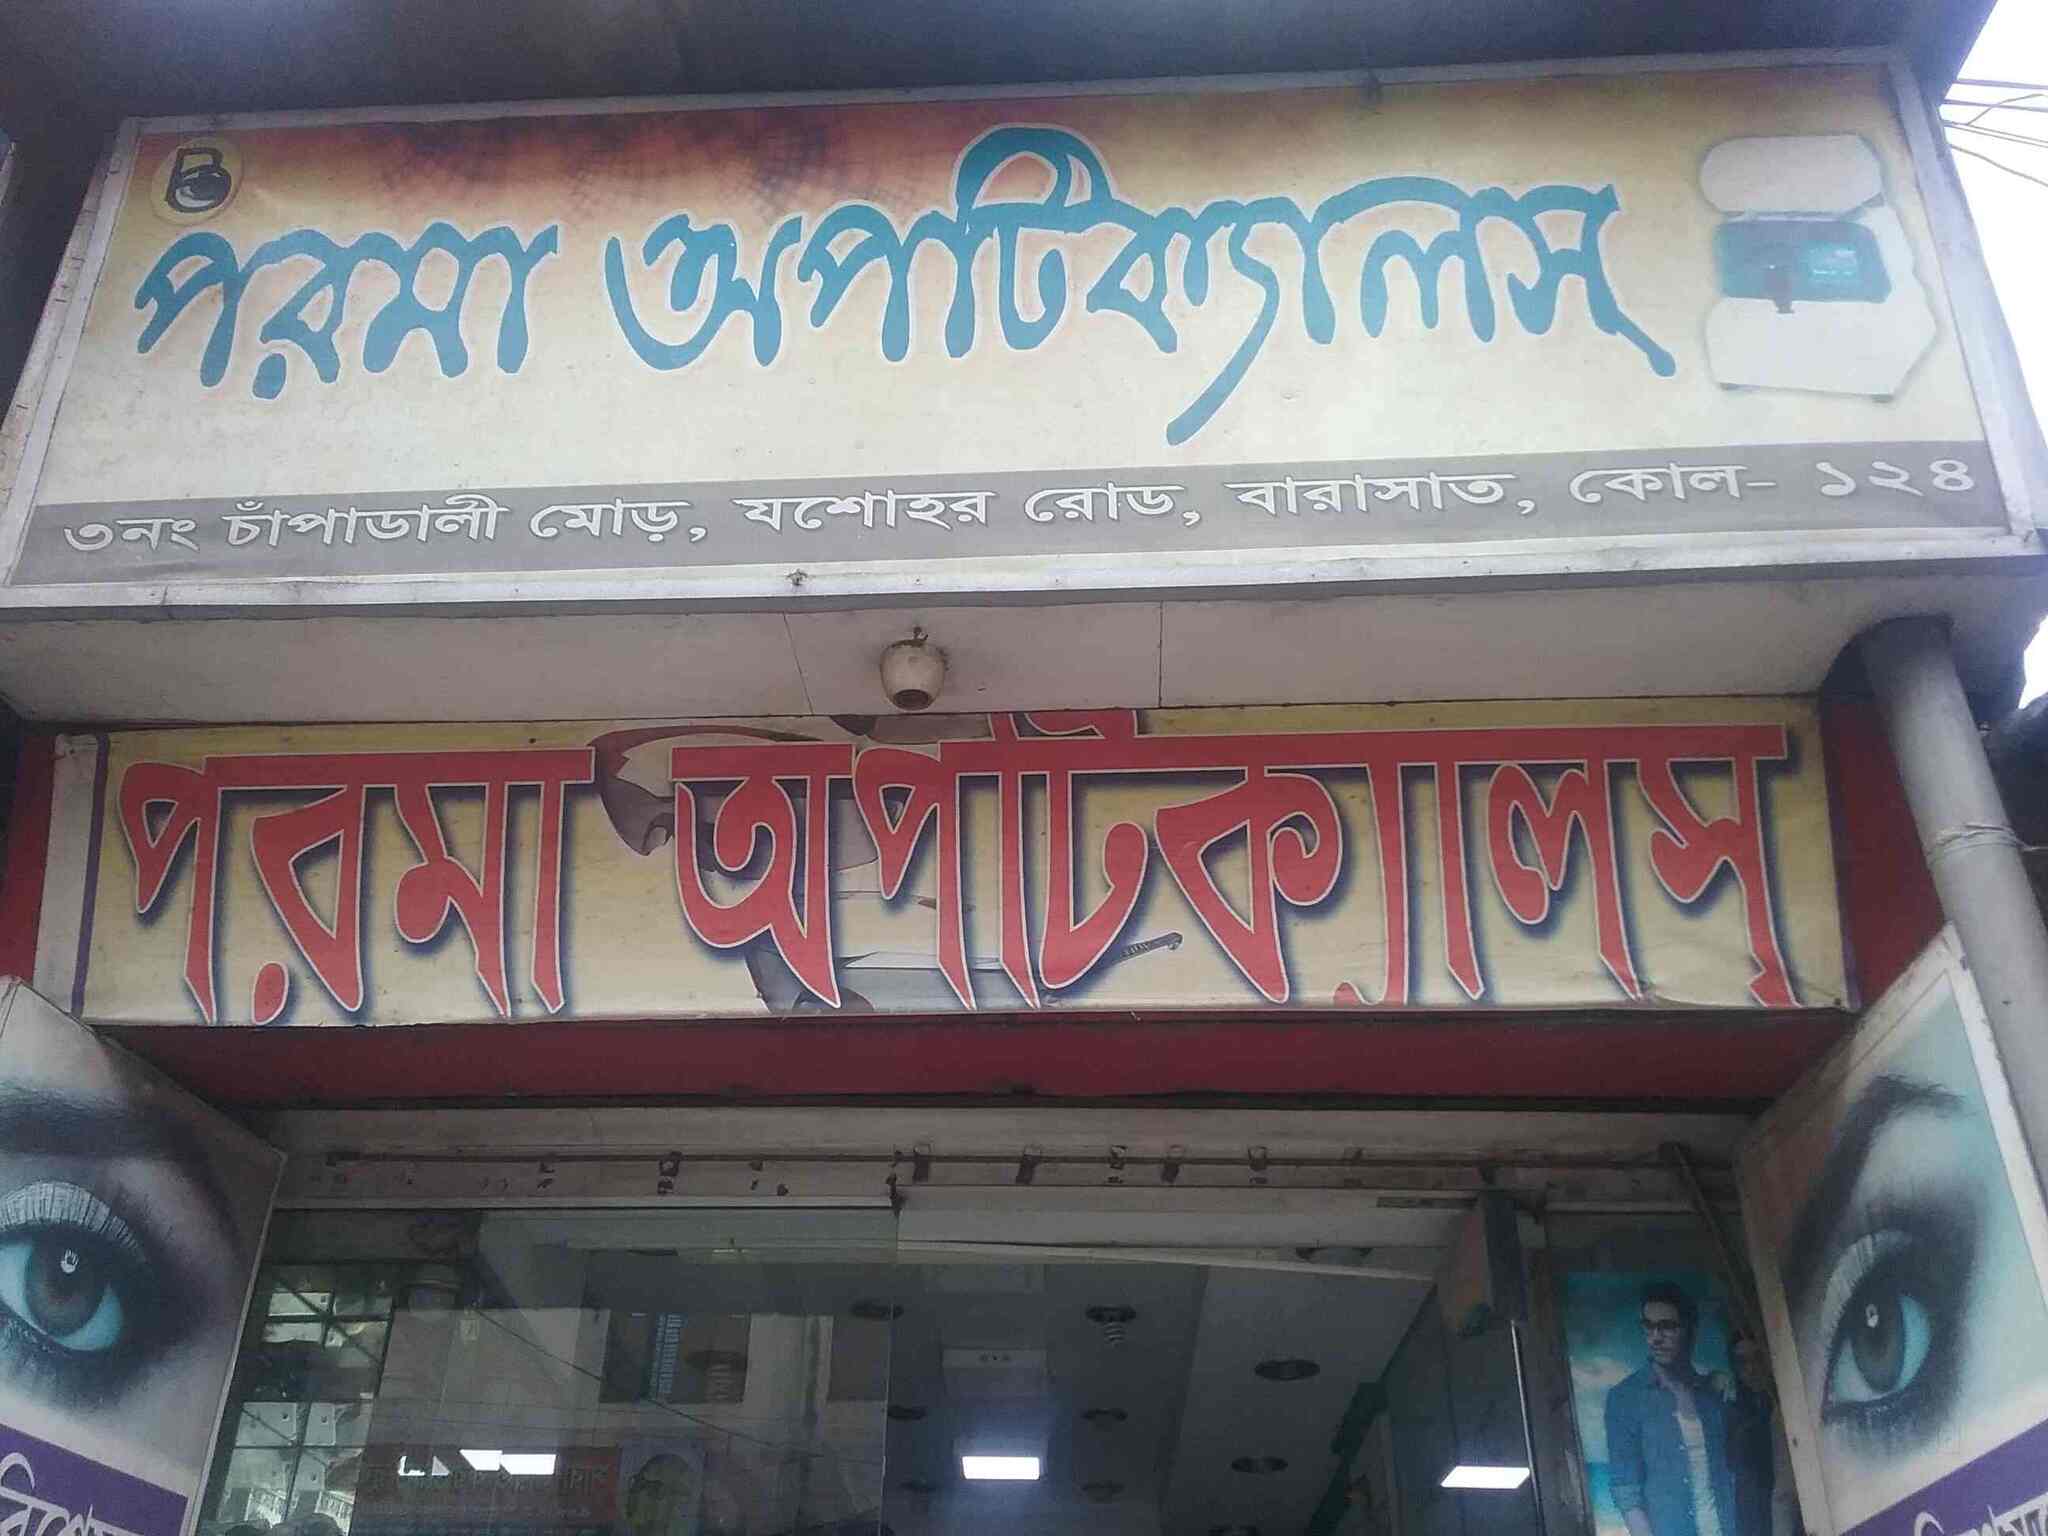 পরমা অপটিক্যালস্
৩নং চাঁপাডালী মোড়, যশোহর রোড, বারাসাত, কোল- ১২৪
পরমা অপটিক্যালস্